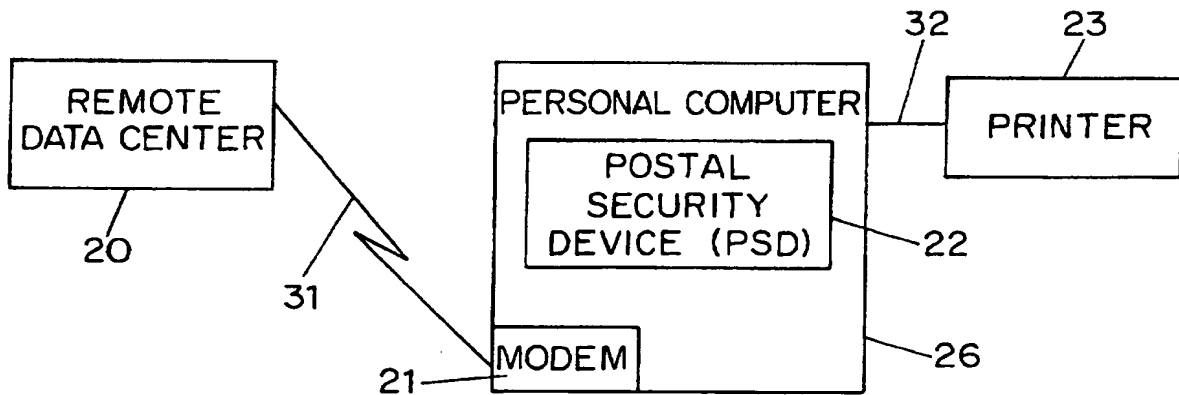 REMOTE
DATA CENTER
20
31
PERSONAL COMPUTER
POSTAL
SECURITY
DEVICE (PSD)
22
MODEM
21
26
32
23
PRINTER